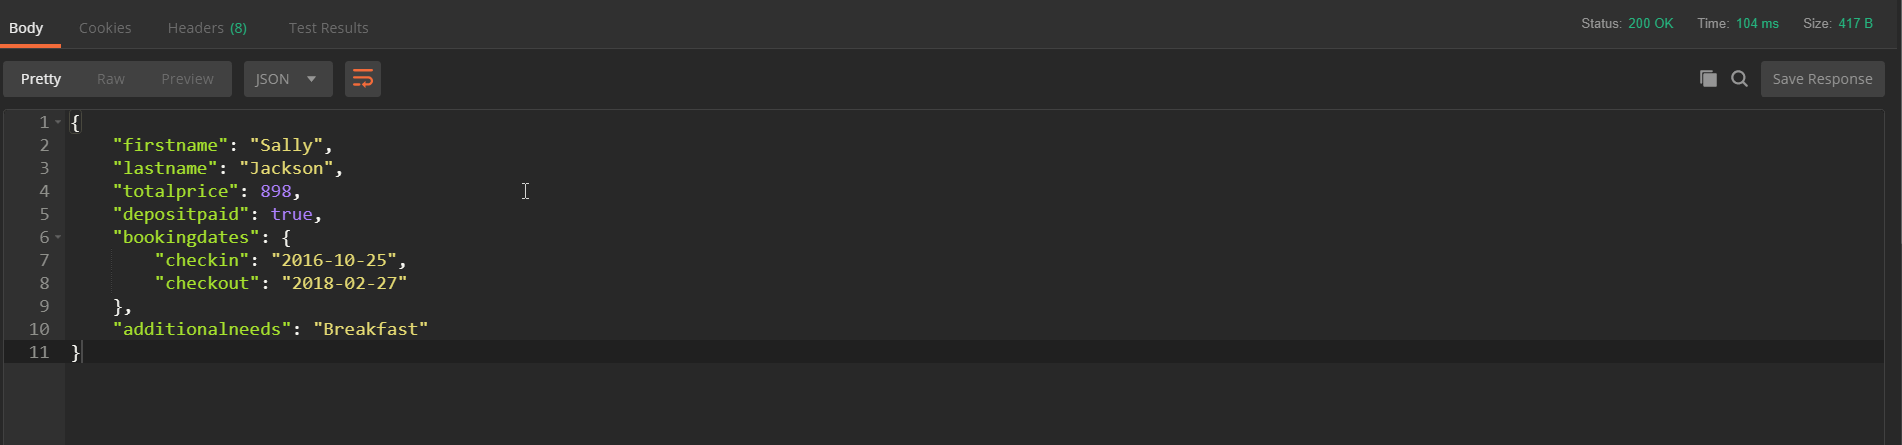 Body Cookies Headers (8) Test Results Status: 200 OK Time: 104 ms Size: 417 B
Pretty Raw Preview JSON Save Response
1 {
2 "firstname": "Sally",
3 "lastname": "Jackson",
4 "totalprice": 898,
5 "depositpaid": true,
6 "bookingdates": {
7 "checkin": "2016-10-25",
8 "checkout": "2018-02-27"
9 },
10 "additionalneeds": "Breakfast"
11 }